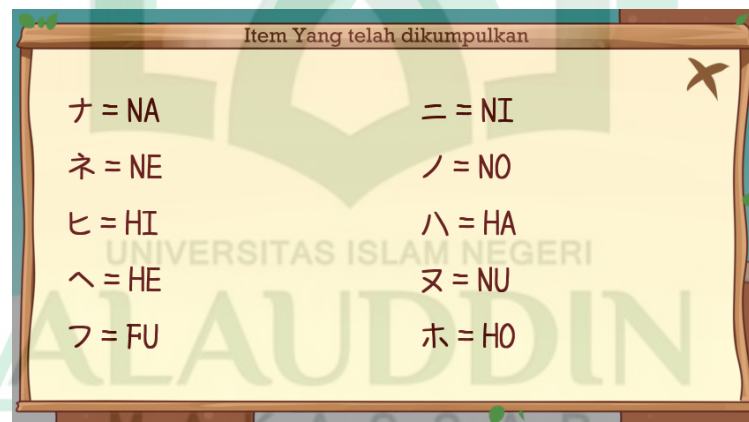 Item Yang telah dikumpulkan
ナ = NA
ニ = NI
ネ = NE
ノ = NO
ヒ = HI
ハ = HA
UNIVERSITAS ISLAM NEGERI
ヘ = HE
ヌ = NU
フ = FU
ホ = HO
ALAUDDIN
MAKASSAR